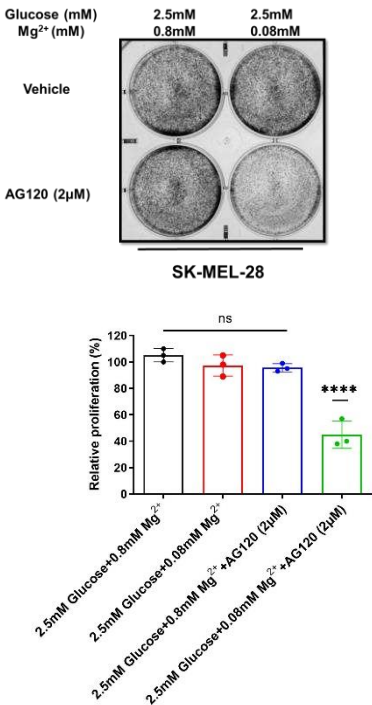 Glucose (mM) 2.5mM 2.5mM
Mg²⁺ (mM) 0.8mM 0.08mM
Vehicle
AG120 (2µM)
SK-MEL-28
ns
****
Relative proliferation (%)
120
100
80
60
40
20
0
2.5mM Glucose+0.8mM Mg²⁺
2.5mM Glucose+0.08mM Mg²⁺
2.5mM Glucose+0.8mM Mg²⁺+AG120 (2µM)
2.5mM Glucose+0.08mM Mg²⁺+AG120 (2µM)